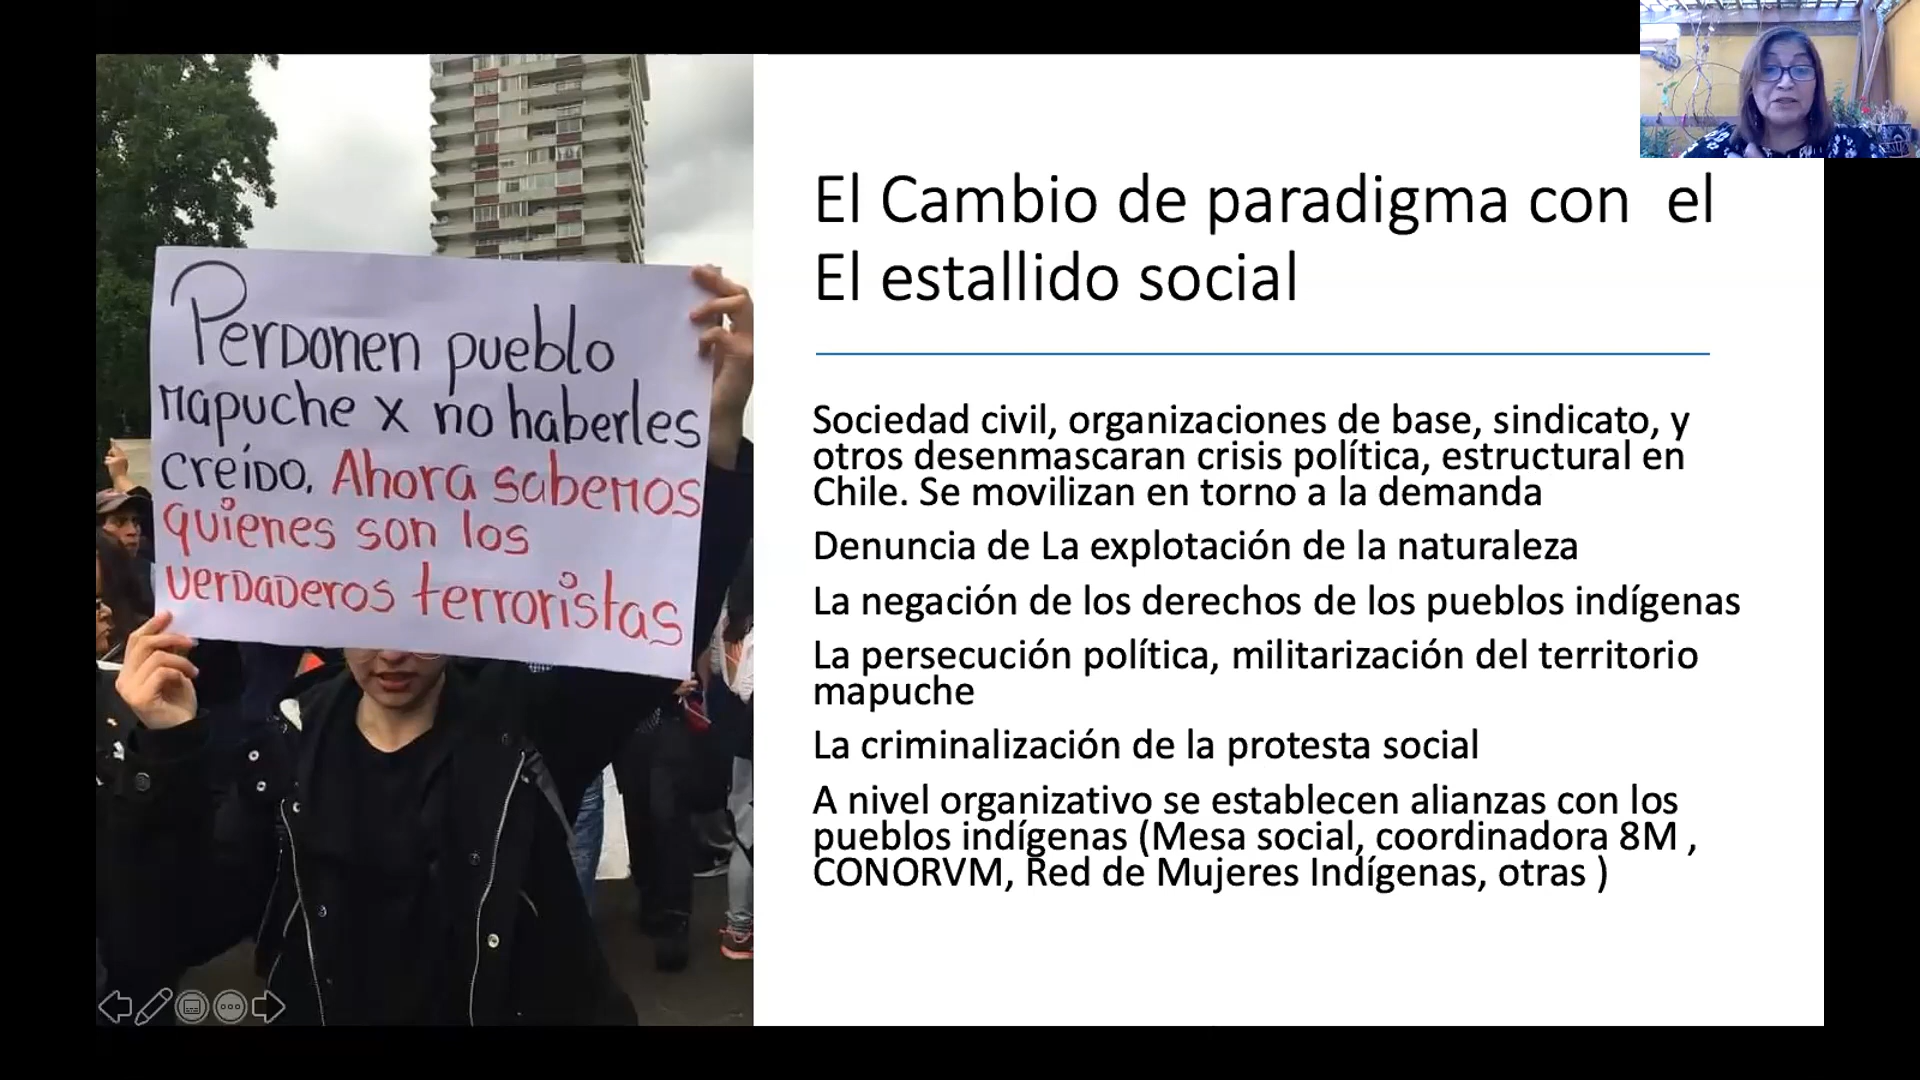 Perdonen pueblo
mapuche x no haberles
creído. Ahora sabemos
quienes son los
verdaderos terroristas
El Cambio de paradigma con  el
El estallido social
Sociedad civil, organizaciones de base, sindicato, y
otros desenmascaran crisis política, estructural en
Chile. Se movilizan en torno a la demanda
Denuncia de La explotación de la naturaleza
La negación de los derechos de los pueblos indígenas
La persecución política, militarización del territorio
mapuche
La criminalización de la protesta social
A nivel organizativo se establecen alianzas con los
pueblos indígenas (Mesa social, coordinadora 8M ,
CONORVM, Red de Mujeres Indígenas, otras )